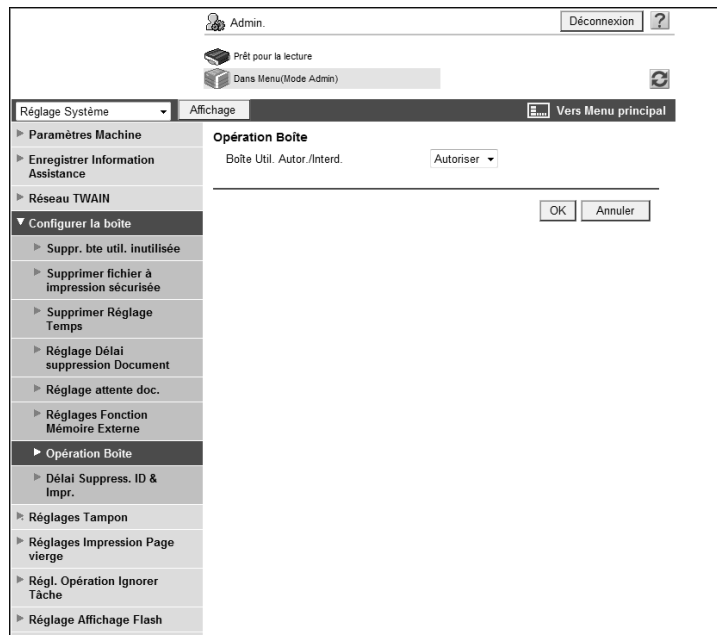 Admin.
Déconnexion
?
Prêt pour la lecture
Dans Menu(Mode Admin)
Réglage Système
Affichage
Vers Menu principal
Paramètres Machine
Enregistrer Information
Assistance
Réseau TWAIN
Configurer la boîte
Suppr. bte util. inutilisée
Supprimer fichier à
impression sécurisée
Supprimer Réglage
Temps
Réglage Délai
suppression Document
Réglage attente doc.
Réglages Fonction
Mémoire Externe
Opération Boîte
Délai Suppress. ID &
Impr.
Réglages Tampon
Réglages Impression Page
vierge
Régl. Opération Ignorer
Tâche
Réglage Affichage Flash
Opération Boîte
Boîte Util. Autor./Interd.
Autoriser
OK
Annuler